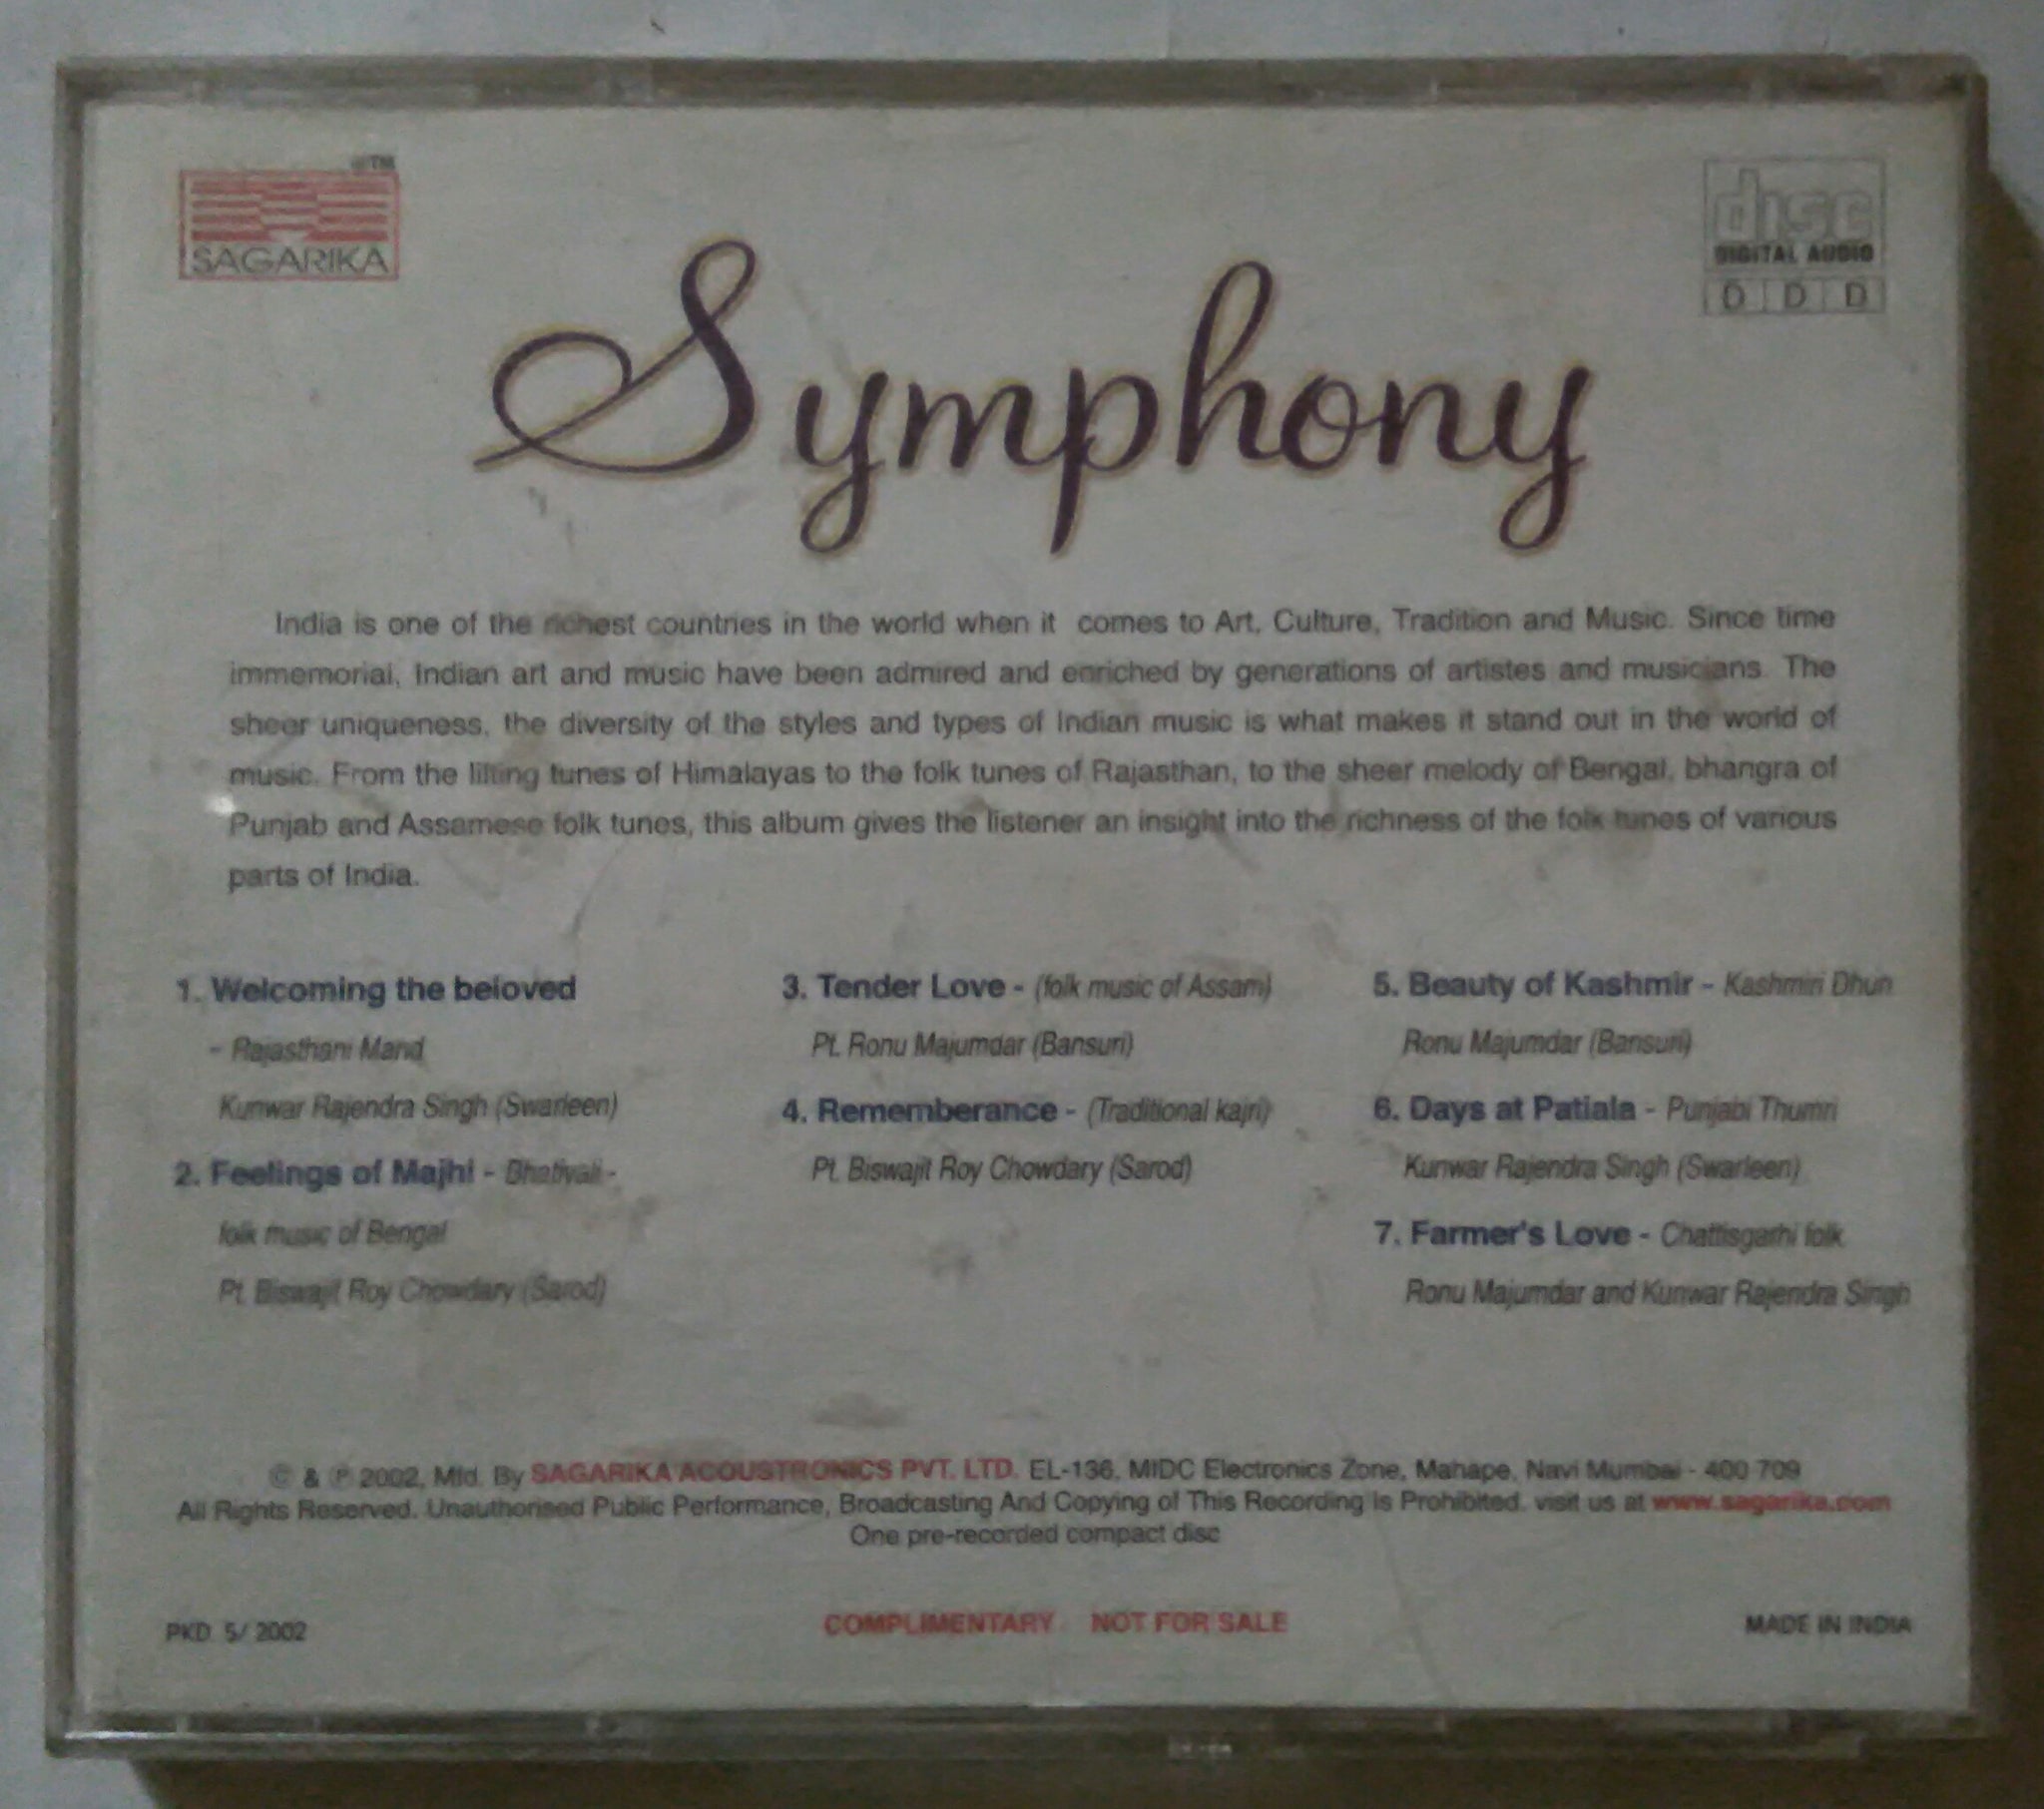 TM
SAGARIKA
disc
DIGITAL AUDIO
D D D
Symphony
India is one of the richest countries in the world when it comes to Art, Culture, Tradition and Music. Since time
immemorial, Indian art and music have been admired and enriched by generations of artistes and musicians. The
sheer uniqueness, the diversity of the styles and types of Indian music is what makes it stand out in the world of
music. From the lilting tunes of Himalayas to the folk tunes of Rajasthan, to the sheer melody of Bengal, bhangra of
Punjab and Assamese folk tunes, this album gives the listener an insight into the richness of the folk tunes of various
parts of India.
1. Welcoming the beloved
- Rajasthani Mand
Kunwar Rajendra Singh (Swarleen)
2. Feelings of Majhi - Bhatiyali -
folk music of Bengal
Pt. Biswajit Roy Chowdary (Sarod)
3. Tender Love - (folk music of Assam)
Pt. Ronu Majumdar (Bansuri)
4. Rememberance - (Traditional kajri)
Pt. Biswajit Roy Chowdary (Sarod)
5. Beauty of Kashmir - Kashmiri Dhun
Ronu Majumdar (Bansuri)
6. Days at Patiala - Punjabi Thumri
Kunwar Rajendra Singh (Swarleen)
7. Farmer's Love - Chattisgarhi folk
Ronu Majumdar and Kunwar Rajendra Singh
© & ℗ 2002, Mfd. By SAGARIKA ACOUSTRONICS PVT. LTD. EL-136, MIDC Electronics Zone, Mahape, Navi Mumbai - 400 709
All Rights Reserved. Unauthorised Public Performance, Broadcasting And Copying of This Recording Is Prohibited. visit us at www.sagarika.com
One pre-recorded compact disc
PKD. 5/ 2002
COMPLIMENTARY NOT FOR SALE
MADE IN INDIA